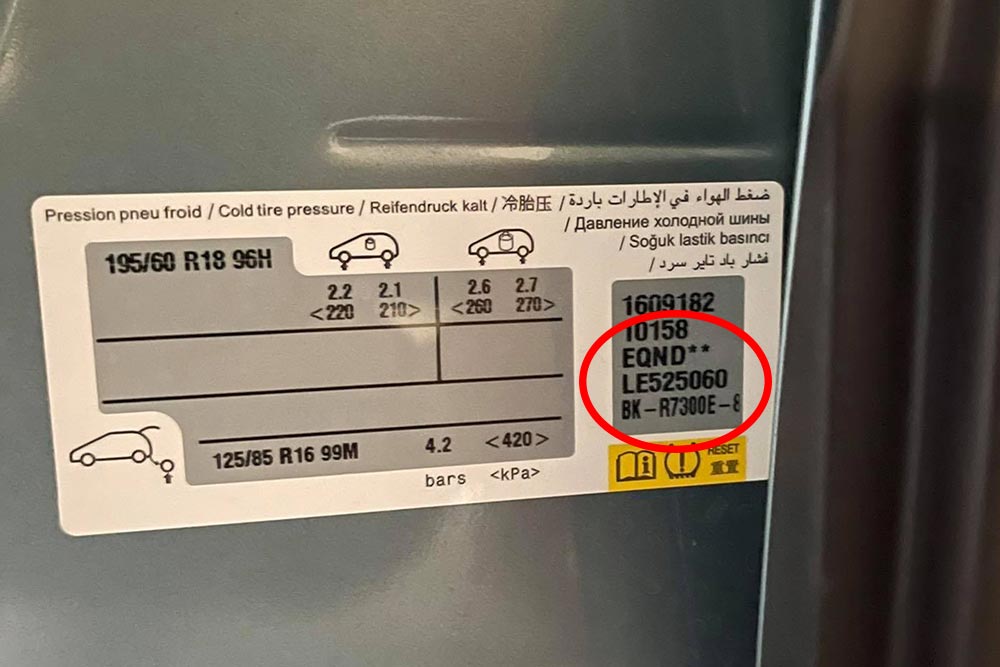 Pression pneu froid / Cold tire pressure / Reifendruck kalt / 冷胎压 / ضغط الهواء في الإطارات باردة
/ Давление холодной шины
/ Soğuk lastik basıncı
/ فشار باد تایر سرد
195/60 R18 96H
2.2 2.1 2.6 2.7
<220 210> <260 270>
1609182
10158
EQND**
LE525060
BK-R7300E-8
125/85 R16 99M 4.2 <420>
bars <kPa>
RESET
重置